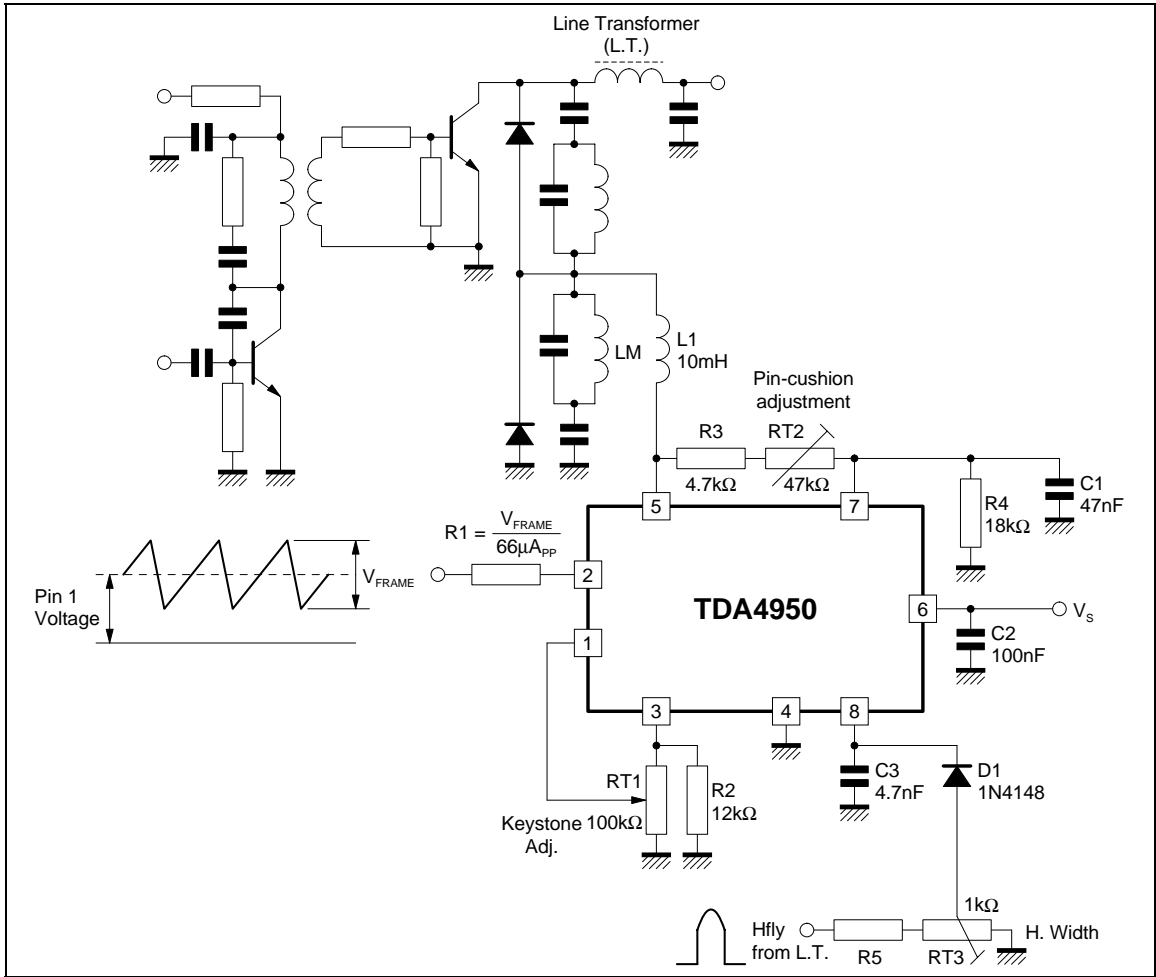 Line Transformer
(L.T.)
LM
L1
10mH
Pin-cushion
adjustment
R3
RT2
4.7kΩ
47kΩ
C1
47nF
R4
18kΩ
5
7
R1 = V_FRAME / 66µA_PP
V_FRAME
Pin 1
Voltage
2
TDA4950
6
V_S
C2
100nF
1
3
4
8
RT1
100kΩ
R2
12kΩ
Keystone
Adj.
C3
4.7nF
D1
1N4148
1kΩ
Hfly
from L.T.
R5
RT3
H. Width